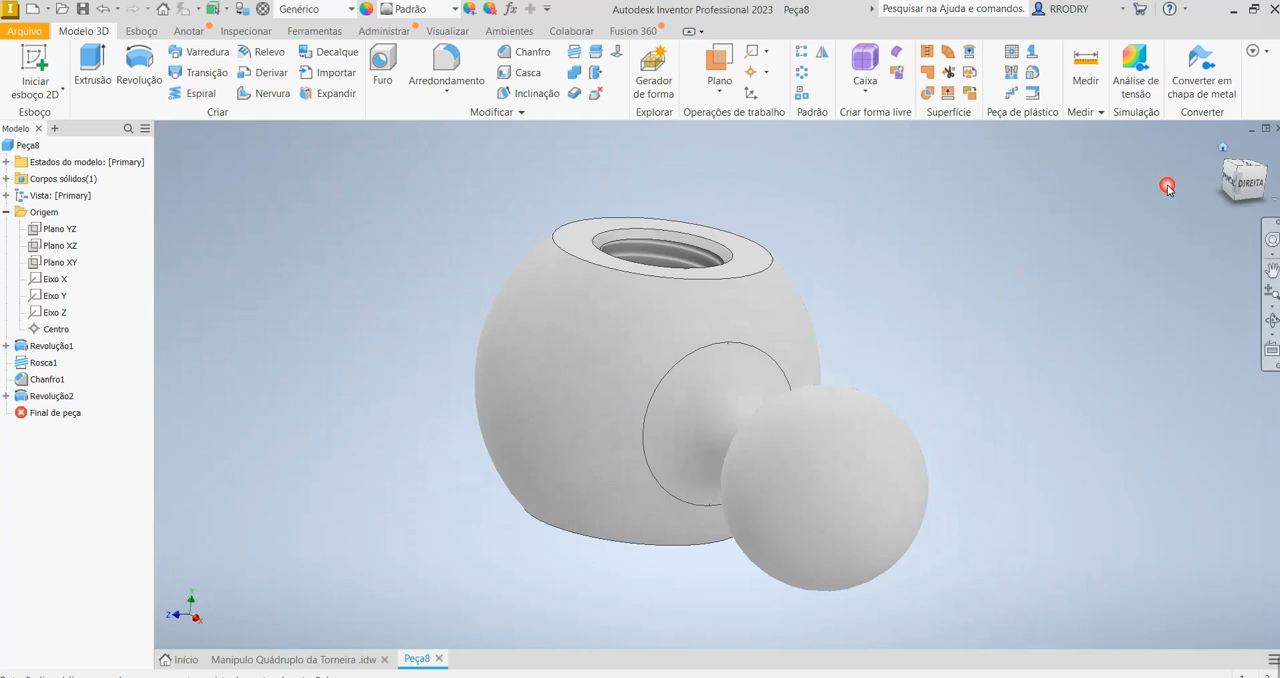 Genérico
Padrão
Autodesk Inventor Professional 2023 Peça8
Pesquisar na Ajuda e comandos.
RRODRY
Arquivo
Modelo 3D
Esboço
Anotar
Inspecionar
Ferramentas
Administrar
Visualizar
Ambientes
Colaborar
Fusion 360
Iniciar
esboço 2D
Esboço
Extrusão
Revolução
Varredura
Transição
Espiral
Relevo
Derivar
Nervura
Decalque
Importar
Expandir
Criar
Furo
Arredondamento
Chanfro
Casca
Inclinação
Modificar
Gerador
de forma
Explorar
Plano
Operações de trabalho
Padrão
Caixa
Criar forma livre
Superfície
Peça de plástico
Medir
Medir
Análise de
tensão
Simulação
Converter em
chapa de metal
Converter
Modelo
Peça8
Estados do modelo: [Primary]
Corpos sólidos(1)
Vista: [Primary]
Origem
Plano YZ
Plano XZ
Plano XY
Eixo X
Eixo Y
Eixo Z
Centro
Revolução1
Rosca1
Chanfro1
Revolução2
Final de peça
DIREITA
Z
Início
Manipulo Quádruplo da Torneira .idw
Peça8